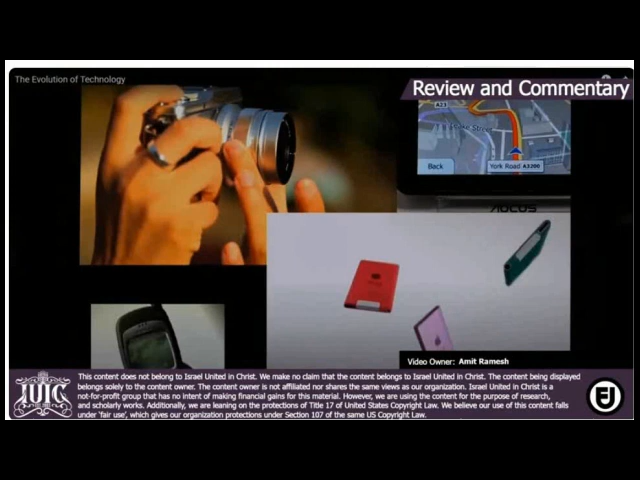 The Evolution of Technology
Review and Commentary
A23
Back
York Road A3200
Video Owner: Amit Ramesh
IUIC
This content does not belong to Israel United in Christ. We make no claim that the content belongs to Israel United in Christ. The content being displayed
belongs solely to the content owner. The content owner is not affiliated nor shares the same views as our organization. Israel United in Christ is a
not-for-profit group that has no intent of making financial gains for this material. However, we are using the content for the purpose of research,
and scholarly works. Additionally, we are leaning on the protections of Title 17 of United States Copyright Law. We believe our use of this content falls
under 'fair use', which gives our organization protections under Section 107 of the same US Copyright Law.